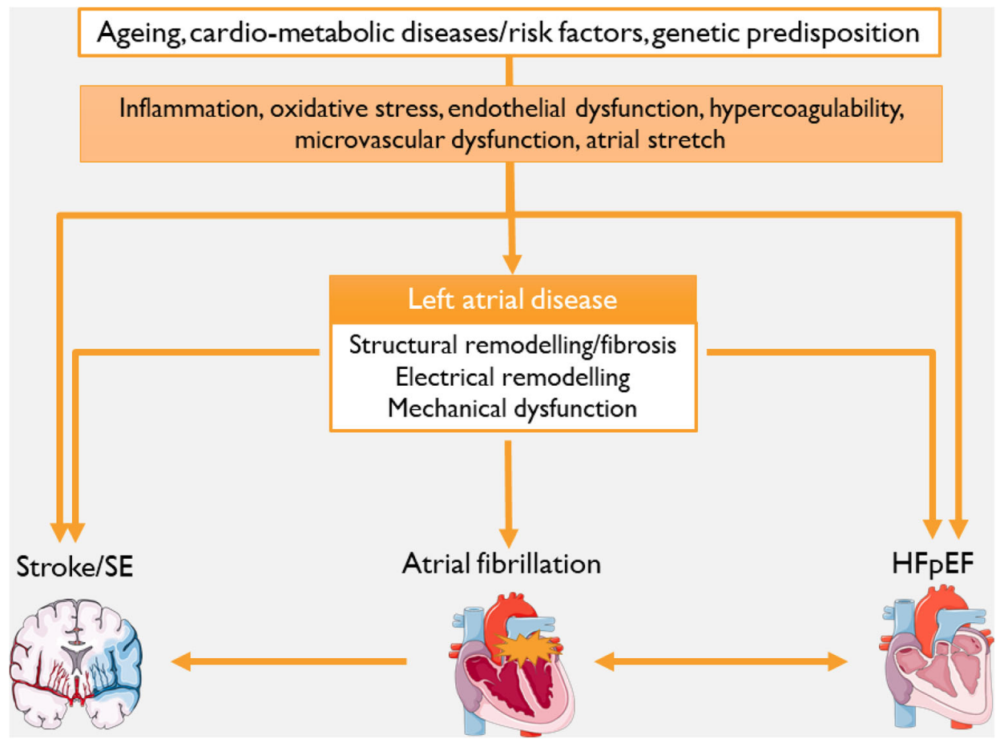 Ageing, cardio-metabolic diseases/risk factors, genetic predisposition
Inflammation, oxidative stress, endothelial dysfunction, hypercoagulability,
microvascular dysfunction, atrial stretch
Left atrial disease
Structural remodelling/fibrosis
Electrical remodelling
Mechanical dysfunction
Stroke/SE
Atrial fibrillation
HFpEF